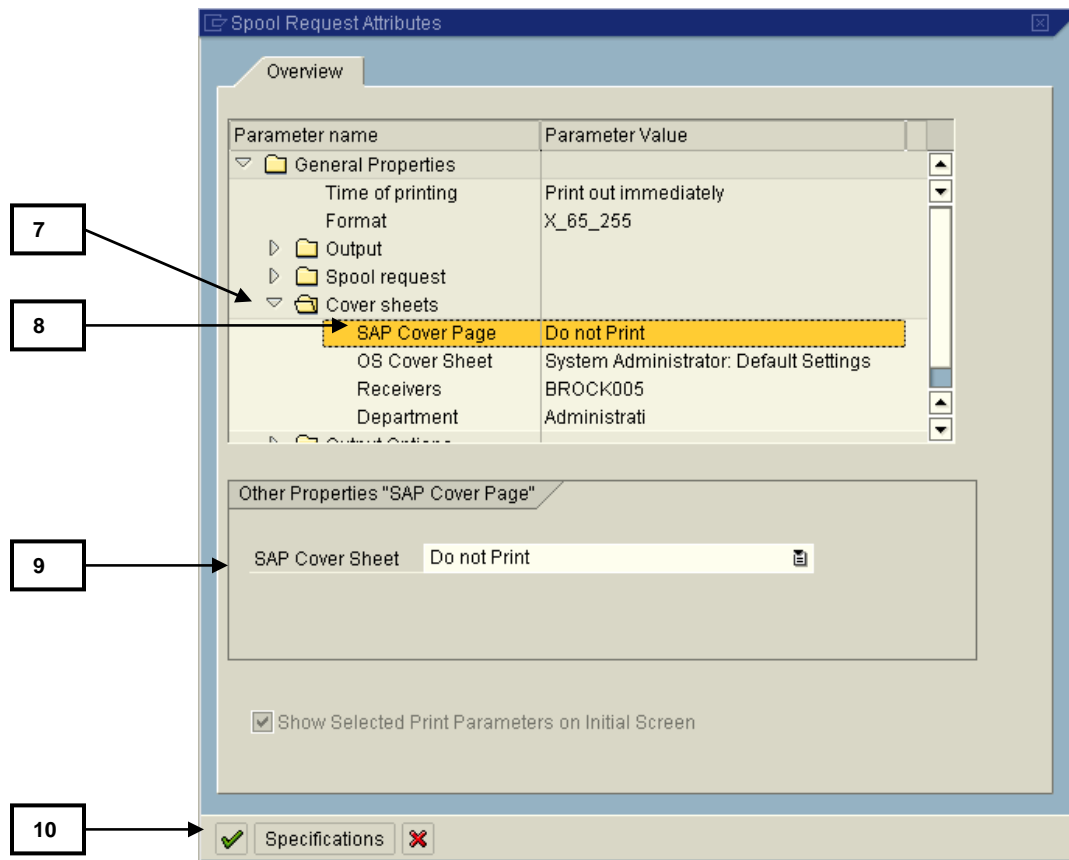 Spool Request Attributes
Overview
Parameter name Parameter Value
General Properties
Time of printing Print out immediately
7
Format X_65_255
Output
Spool request
Cover sheets
8
SAP Cover Page Do not Print
OS Cover Sheet System Administrator: Default Settings
Receivers BROCK005
Department Administrati
Output Options
Other Properties "SAP Cover Page"
9
SAP Cover Sheet Do not Print
Show Selected Print Parameters on Initial Screen
10
Specifications